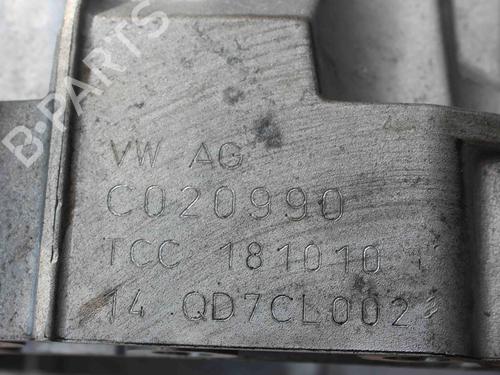 B-PARTS
VW AG
C020990
TCC 181010
14 QD7CL002